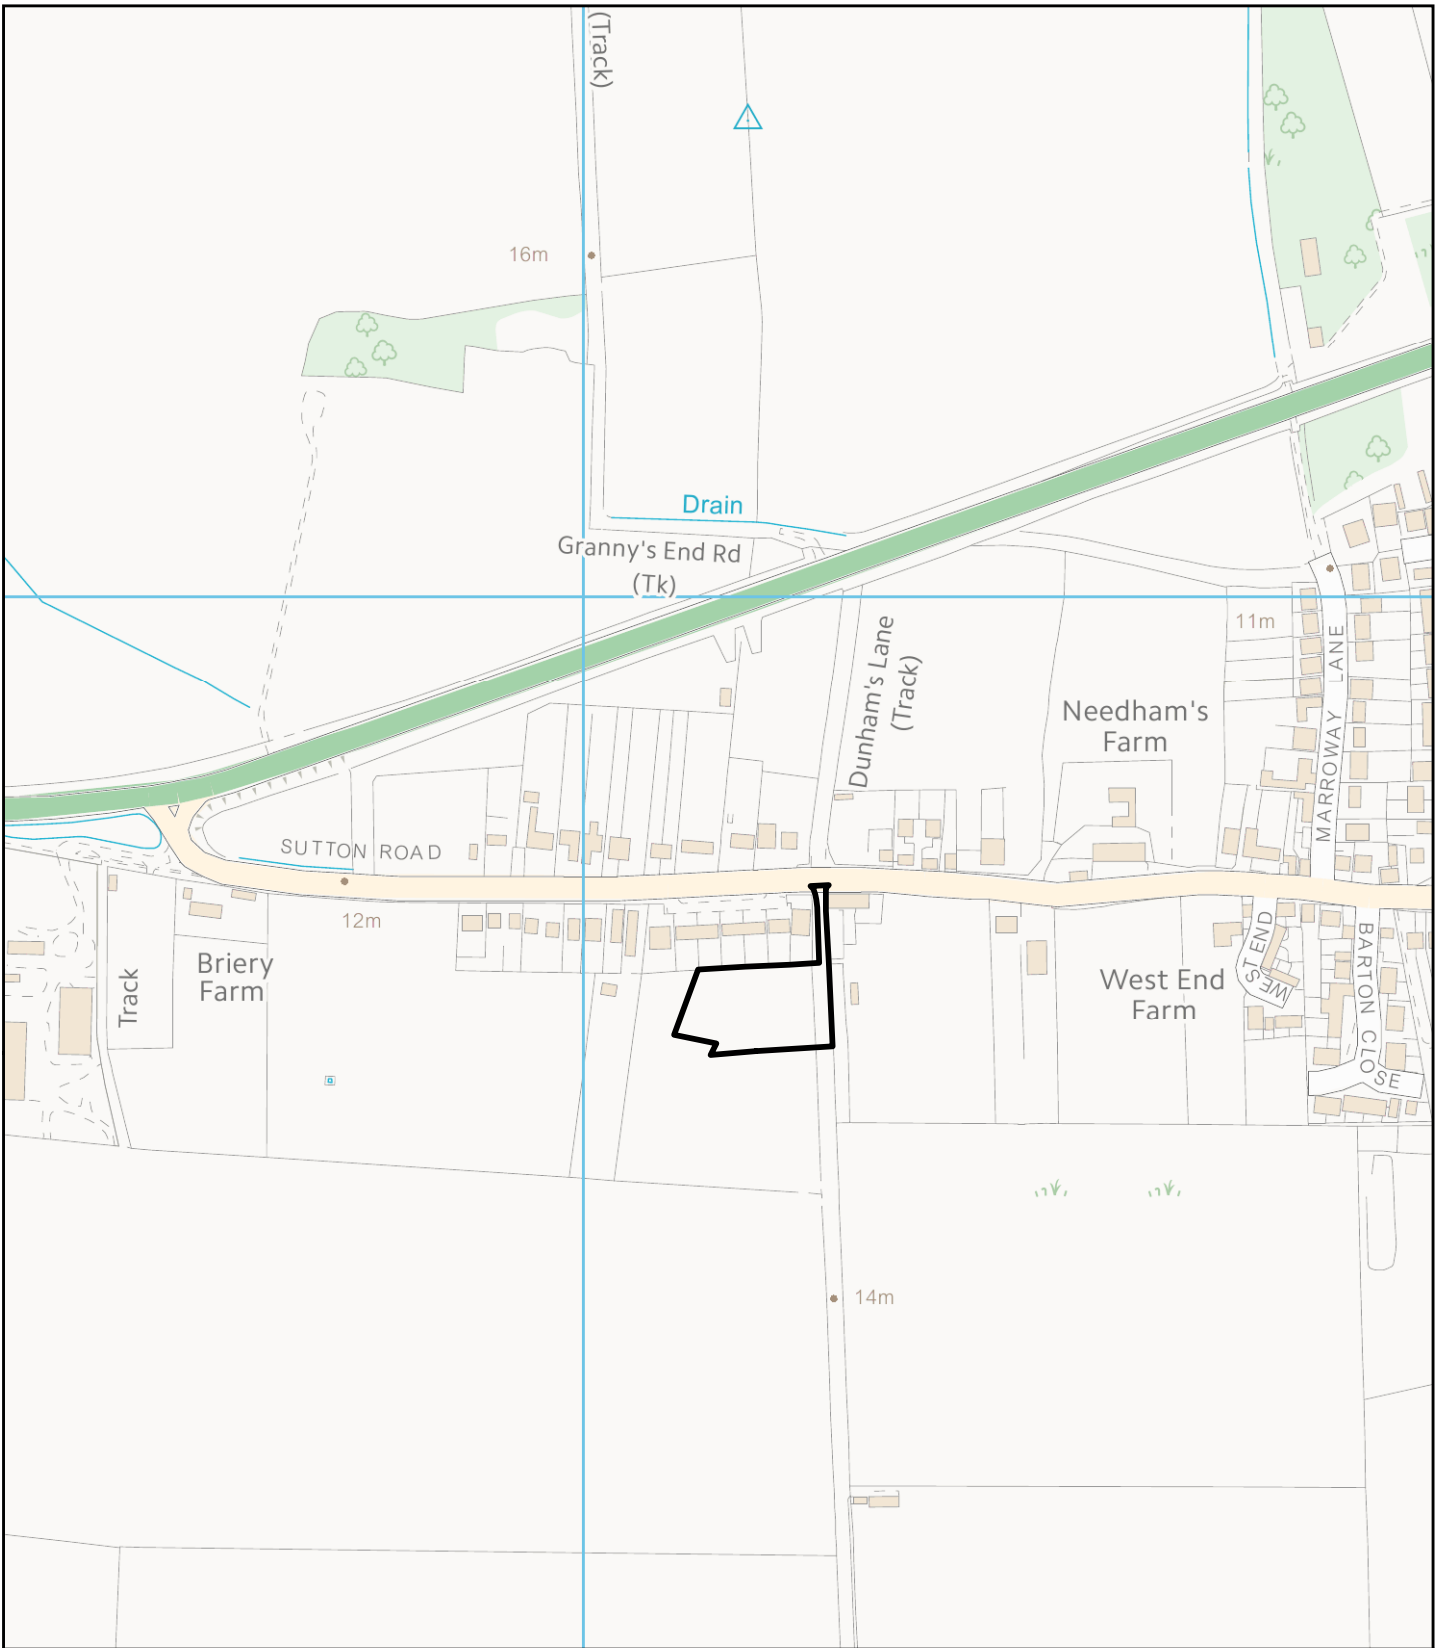 (Track)
16m
Drain
Granny's End Rd
(Tk)
11m
Dunham's Lane
(Track)
Needham's
Farm
MARROWAY LANE
SUTTON ROAD
12m
Briery
Farm
Track
West End
Farm
WEST END
BARTON CLOSE
14m